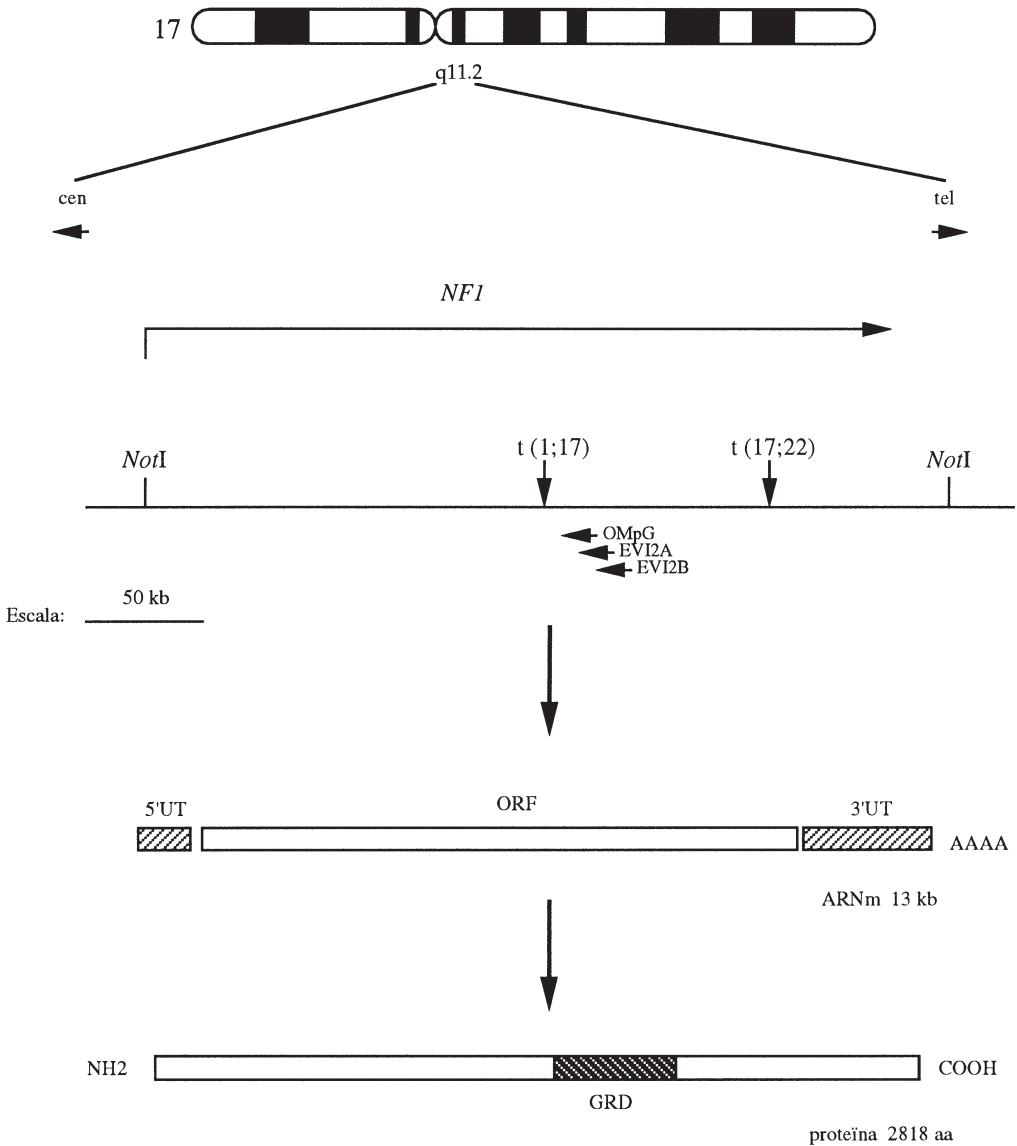 17
q11.2
cen
tel
NF1
NotI
t (1;17)
t (17;22)
NotI
OMpG
EVI2A
EVI2B
50 kb
Escala:
5'UT
ORF
3'UT
AAAA
ARNm 13 kb
NH2
COOH
GRD
proteïna 2818 aa